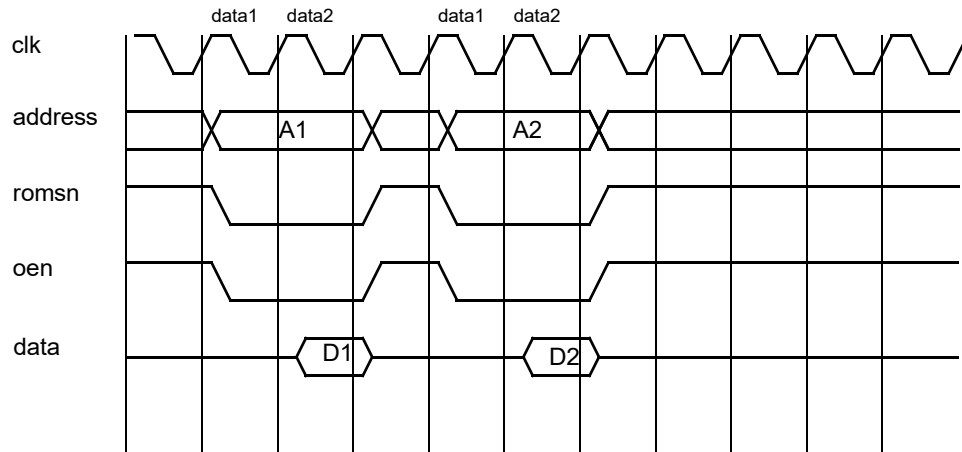 data1 data2 data1 data2
clk
address A1 A2
romsn
oen
data D1 D2